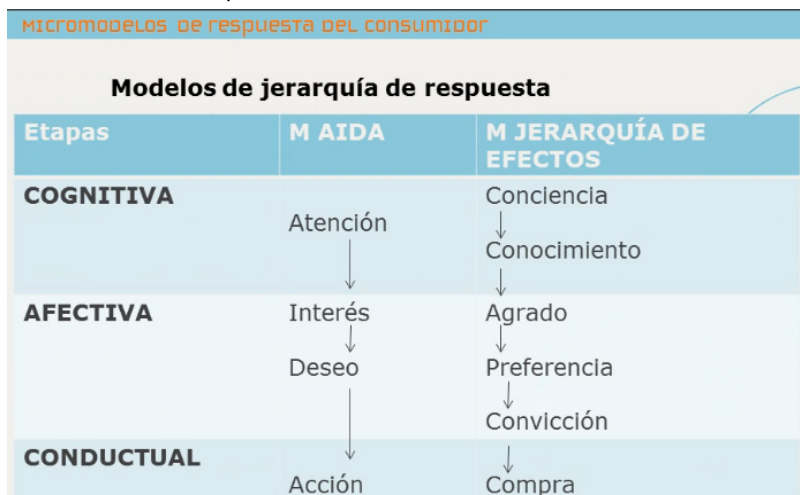 Micromodelos de respuesta del consumidor
Modelos de jerarquía de respuesta
Etapas M AIDA M JERARQUÍA DE
EFECTOS
COGNITIVA Conciencia
Atención
Conocimiento
AFECTIVA Interés Agrado
Deseo Preferencia
Convicción
CONDUCTUAL
Acción Compra